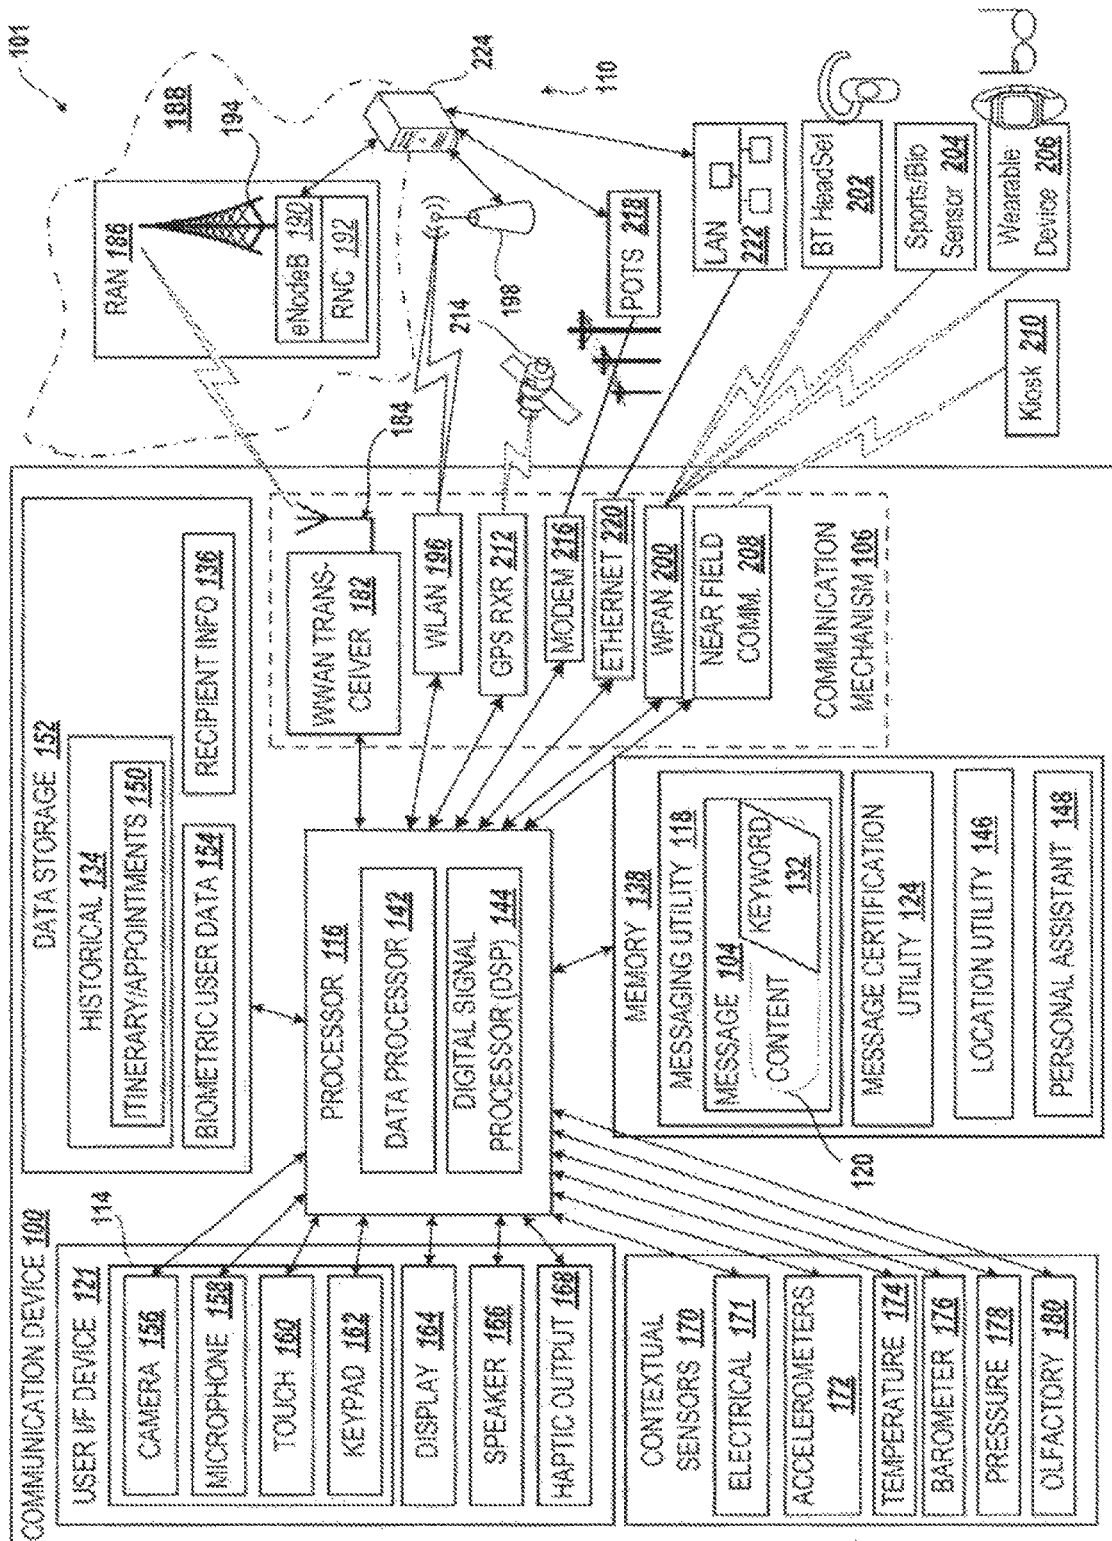 COMMUNICATION DEVICE 100
USER I/F DEVICE 121
114
CAMERA 156
MICROPHONE 158
TOUCH 160
KEYPAD 162
DISPLAY 164
SPEAKER 166
HAPTIC OUTPUT 168
CONTEXTUAL
SENSORS 170
ELECTRICAL 171
ACCELEROMETERS
172
TEMPERATURE 174
BAROMETER 176
PRESSURE 178
OLFACTORY 180
DATA STORAGE 152
HISTORICAL 134
ITINERARY/APPOINTMENTS 150
BIOMETRIC USER DATA 154
RECIPIENT INFO 136
PROCESSOR 116
DATA PROCESSOR 142
DIGITAL SIGNAL
PROCESSOR (DSP) 144
MEMORY 138
MESSAGING UTILITY 118
MESSAGE 104
CONTENT
KEYWORD
132
120
MESSAGE CERTIFICATION
UTILITY 124
LOCATION UTILITY 146
PERSONAL ASSISTANT 148
WWAN TRANS-
CEIVER 182
184
WLAN 196
GPS RXR 212
MODEM 216
ETHERNET 220
WPAN 200
NEAR FIELD
COMM. 208
COMMUNICATION
MECHANISM 106
101
188
RAN 186
194
eNodeB 190
RNC 192
224
110
198
214
POTS 218
LAN
222
BT HeadSet
202
Sports/Bio
Sensor 204
Wearable
Device 206
Kiosk 210